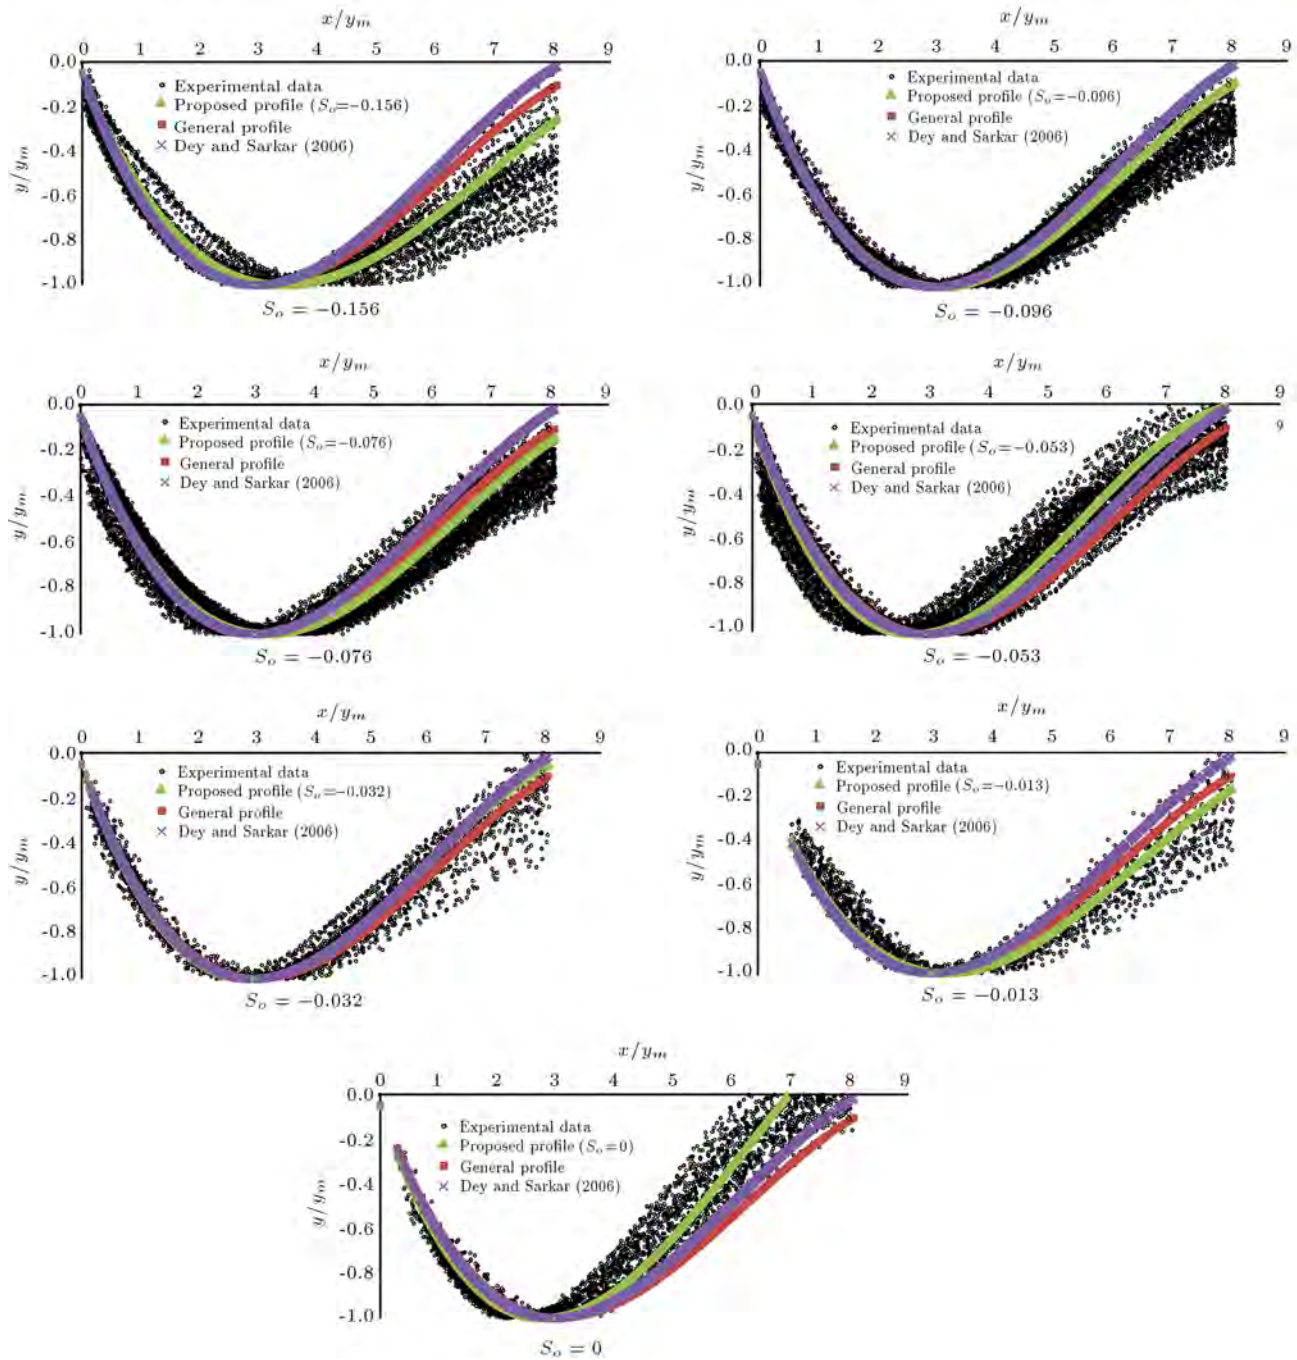 x/y_m
0 1 2 3 4 5 6 7 8 9
0.0
-0.2
-0.4
-0.6
-0.8
-1.0
y/y_m
Experimental data
Proposed profile (S_o=−0.156)
General profile
Dey and Sarkar (2006)
S_o = −0.156
x/y_m
0 1 2 3 4 5 6 7 8 9
0.0
-0.2
-0.4
-0.6
-0.8
-1.0
y/y_m
Experimental data
Proposed profile (S_o=−0.096)
General profile
Dey and Sarkar (2006)
8
S_o = −0.096
x/y_m
0 1 2 3 4 5 6 7 8 9
0.0
-0.2
-0.4
-0.6
-0.8
-1.0
y/y_m
Experimental data
Proposed profile (S_o=−0.076)
General profile
Dey and Sarkar (2006)
S_o = −0.076
x/y_m
0 1 2 3 4 5 6 7 8 9
0.0
-0.2
-0.4
-0.6
-0.8
-1.0
y/y_m
Experimental data
Proposed profile (S_o=−0.053)
General profile
Dey and Sarkar (2006)
9
S_o = −0.053
x/y_m
0 1 2 3 4 5 6 7 8 9
0.0
-0.2
-0.4
-0.6
-0.8
-1.0
y/y_m
Experimental data
Proposed profile (S_o=−0.032)
General profile
Dey and Sarkar (2006)
S_o = −0.032
x/y_m
0 1 2 3 4 5 6 7 8 9
0.0
-0.2
-0.4
-0.6
-0.8
-1.0
y/y_m
Experimental data
Proposed profile (S_o=−0.013)
General profile
Dey and Sarkar (2006)
S_o = −0.013
x/y_m
0 1 2 3 4 5 6 7 8 9
0.0
-0.2
-0.4
-0.6
-0.8
-1.0
y/y_m
Experimental data
Proposed profile (S_o=0)
General profile
Dey and Sarkar (2006)
S_o = 0